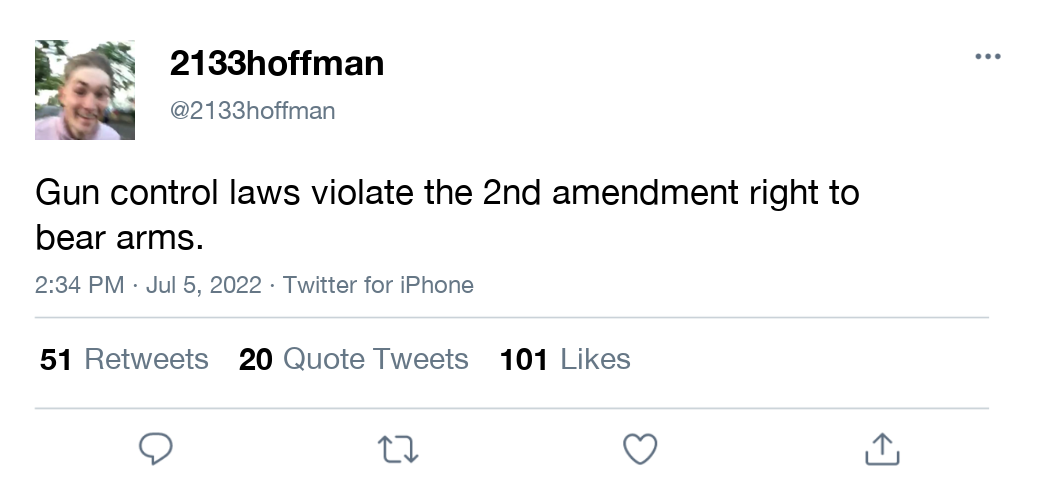 2133hoffman
@2133hoffman
Gun control laws violate the 2nd amendment right to
bear arms.
2:34 PM · Jul 5, 2022 · Twitter for iPhone
51 Retweets 20 Quote Tweets 101 Likes